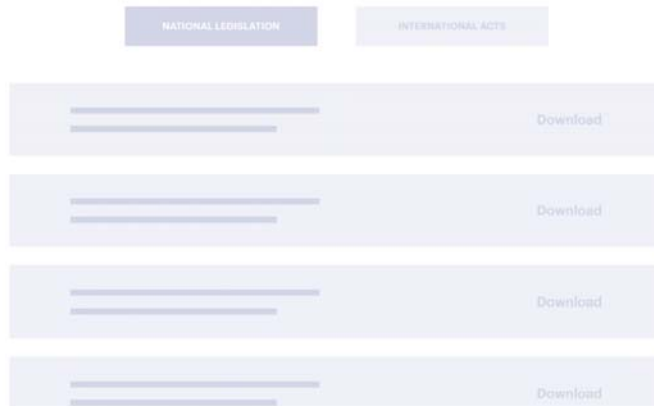 NATIONAL LEGISLATION
INTERNATIONAL ACTS
Download
Download
Download
Download